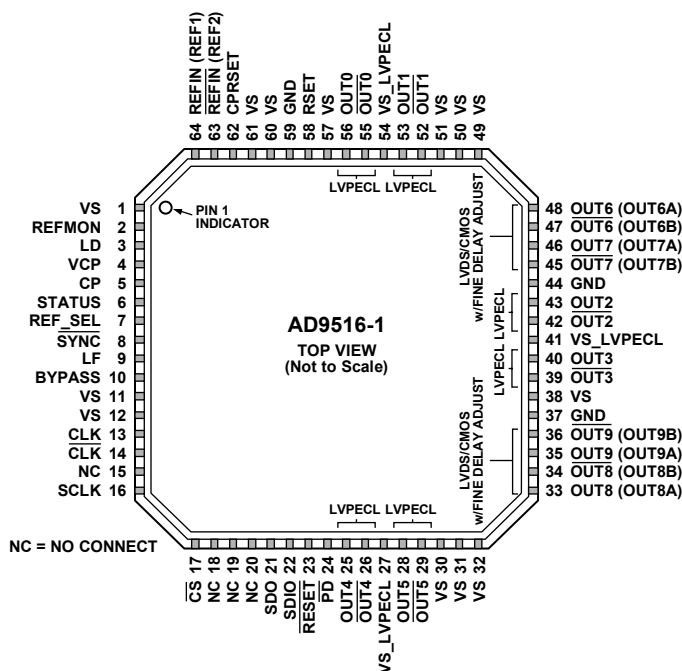 64 REFIN (REF1)
63 REFIN (REF2)
62 CPRSET
61 VS
60 VS
59 GND
58 RSET
57 VS
56 OUT0
55 OUT0
54 VS_LVPECL
53 OUT1
52 OUT1
51 VS
50 VS
49 VS
LVPECL LVPECL
VS 1
REFMON 2
LD 3
VCP 4
CP 5
STATUS 6
REF_SEL 7
SYNC 8
LF 9
BYPASS 10
VS 11
VS 12
CLK 13
CLK 14
NC 15
SCLK 16
PIN 1
INDICATOR
AD9516-1
TOP VIEW
(Not to Scale)
LVDS/CMOS
w/FINE DELAY ADJUST
LVPECL
LVPECL
LVDS/CMOS
w/FINE DELAY ADJUST
48 OUT6 (OUT6A)
47 OUT6 (OUT6B)
46 OUT7 (OUT7A)
45 OUT7 (OUT7B)
44 GND
43 OUT2
42 OUT2
41 VS_LVPECL
40 OUT3
39 OUT3
38 VS
37 GND
36 OUT9 (OUT9B)
35 OUT9 (OUT9A)
34 OUT8 (OUT8B)
33 OUT8 (OUT8A)
LVPECL LVPECL
NC = NO CONNECT
CS 17
NC 18
NC 19
NC 20
SDO 21
SDIO 22
RESET 23
PD 24
OUT4 25
OUT4 26
VS_LVPECL 27
OUT5 28
OUT5 29
VS 30
VS 31
VS 32